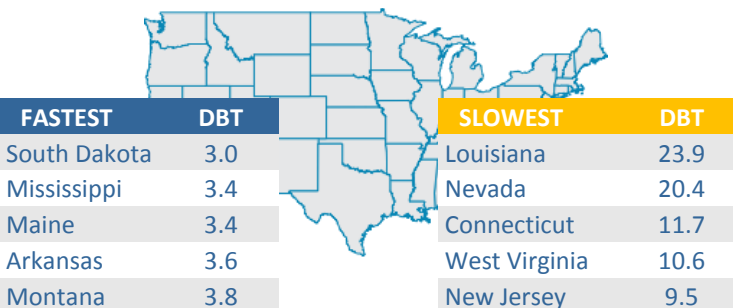 FASTEST DBT
South Dakota 3.0
Mississippi 3.4
Maine 3.4
Arkansas 3.6
Montana 3.8
SLOWEST DBT
Louisiana 23.9
Nevada 20.4
Connecticut 11.7
West Virginia 10.6
New Jersey 9.5